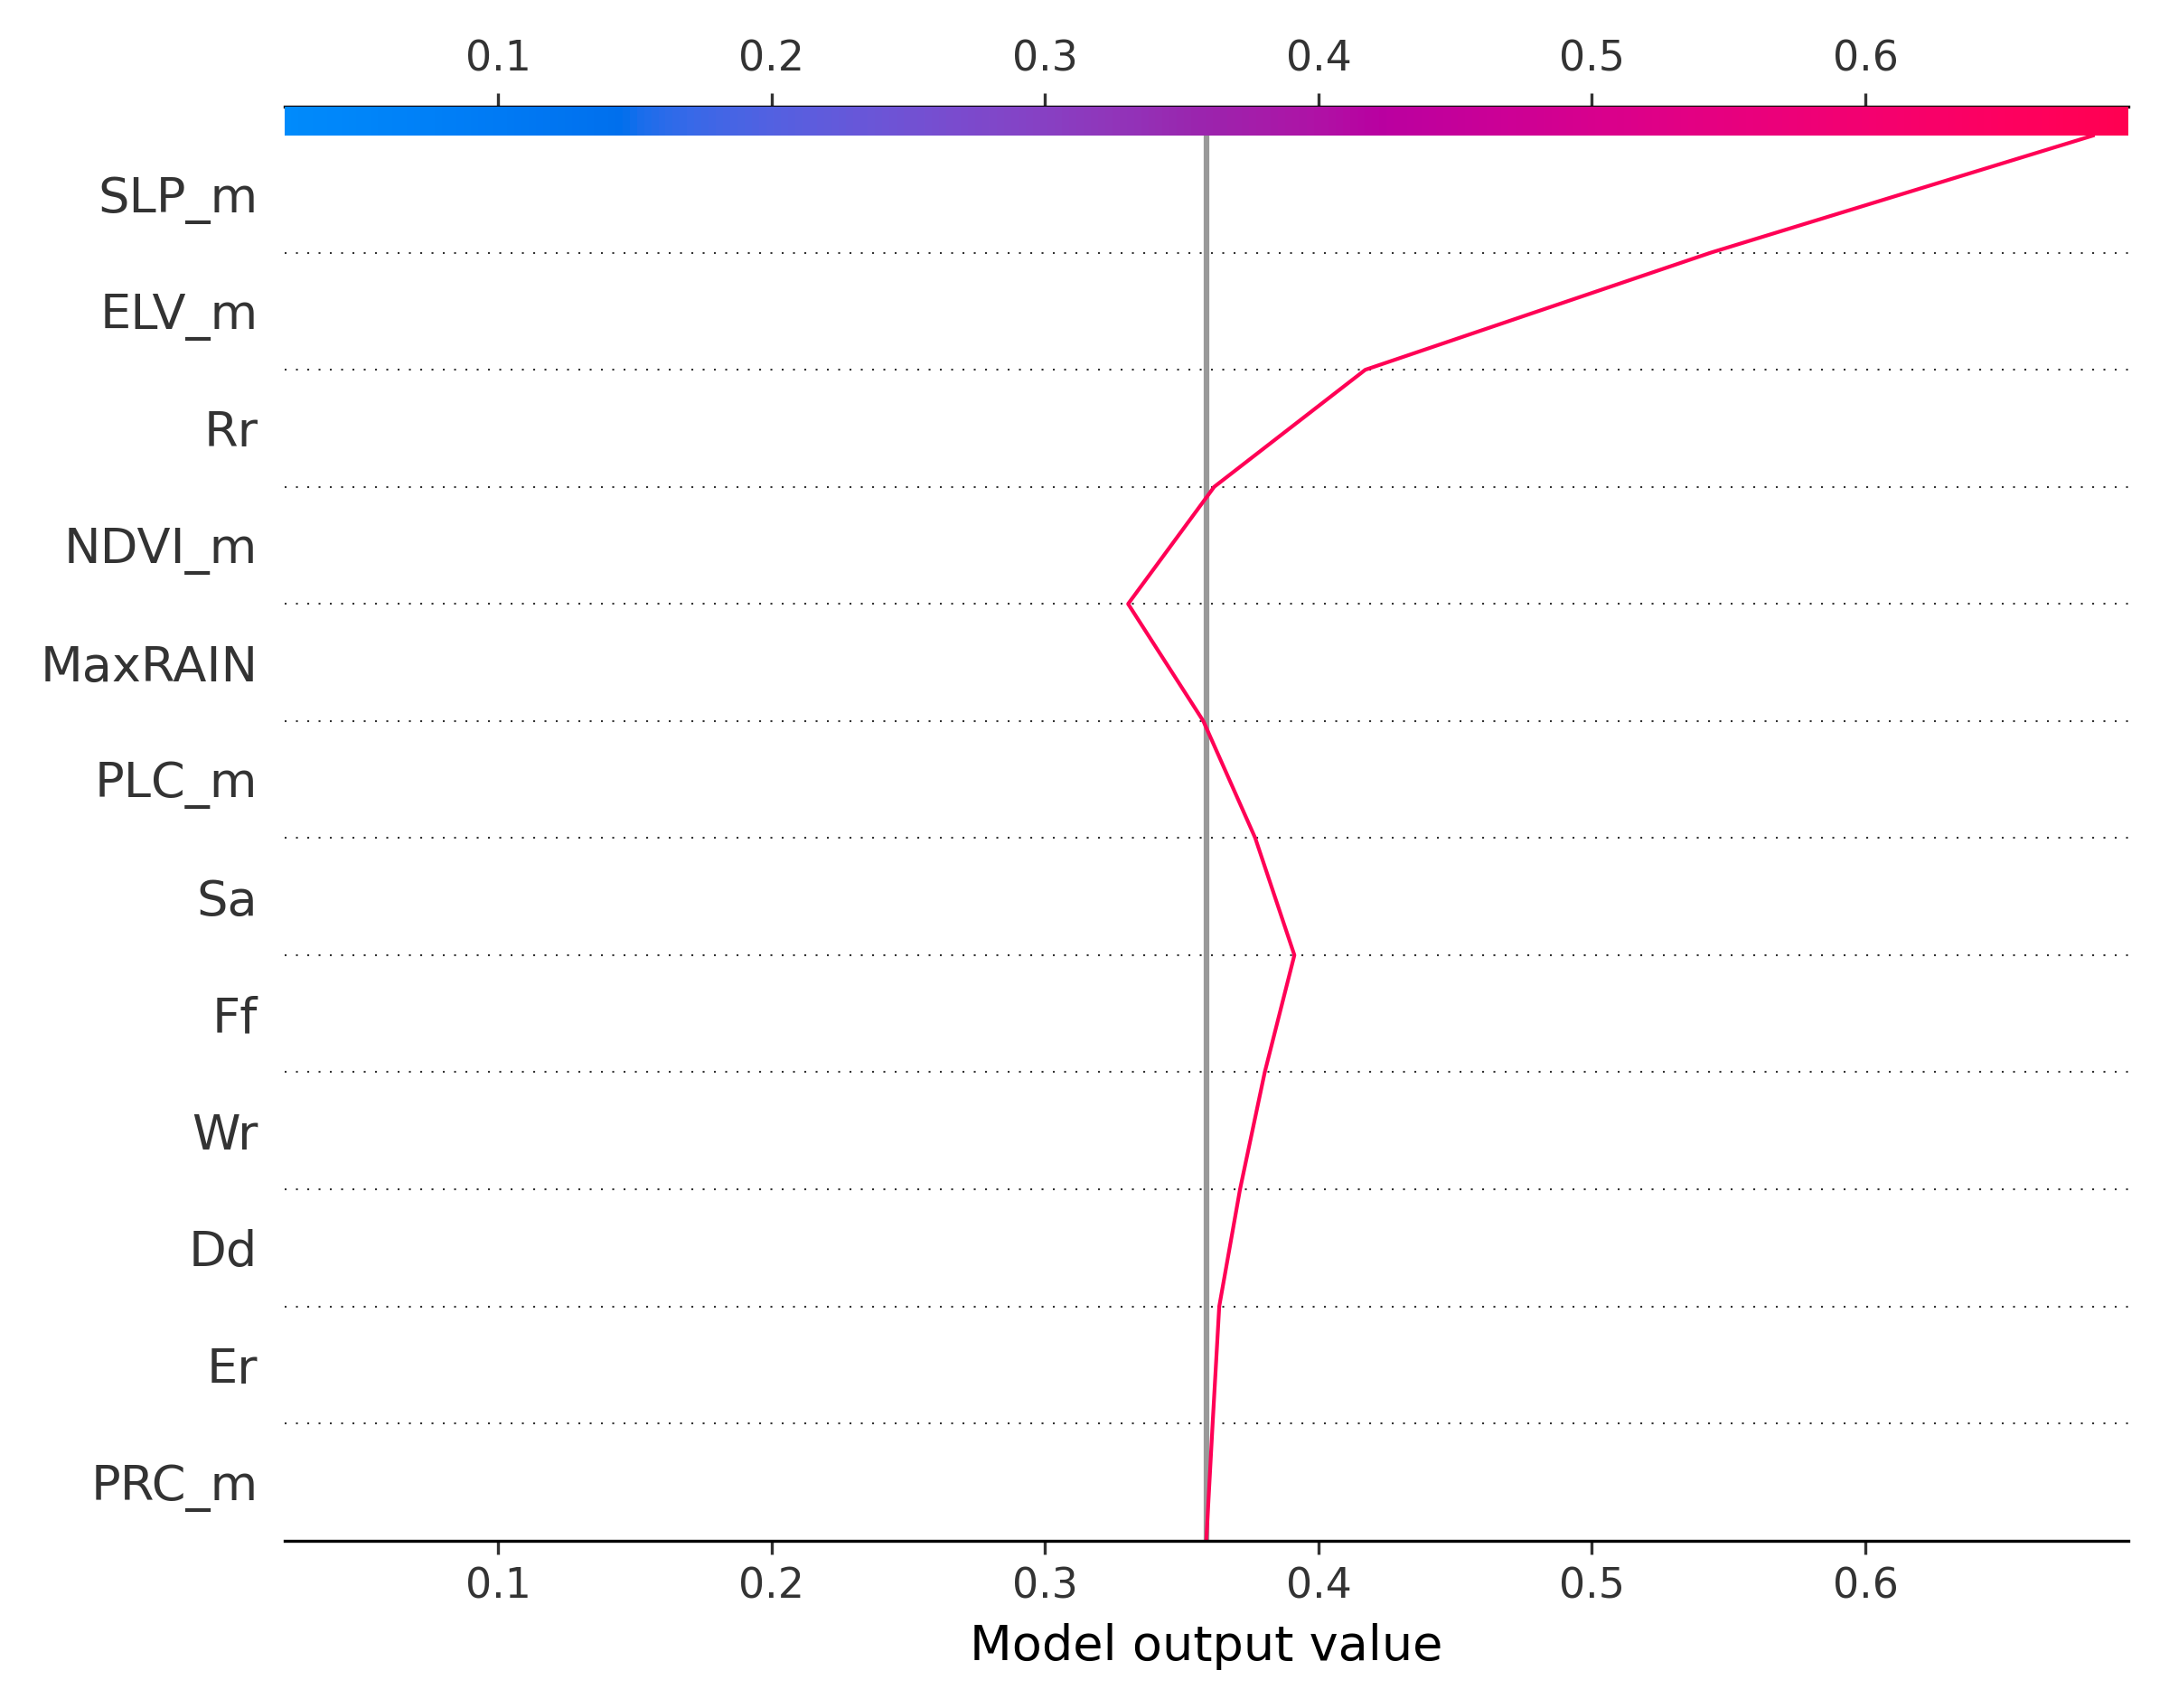 0.1 0.2 0.3 0.4 0.5 0.6
SLP_m
ELV_m
Rr
NDVI_m
MaxRAIN
PLC_m
Sa
Ff
Wr
Dd
Er
PRC_m
0.1 0.2 0.3 0.4 0.5 0.6
Model output value